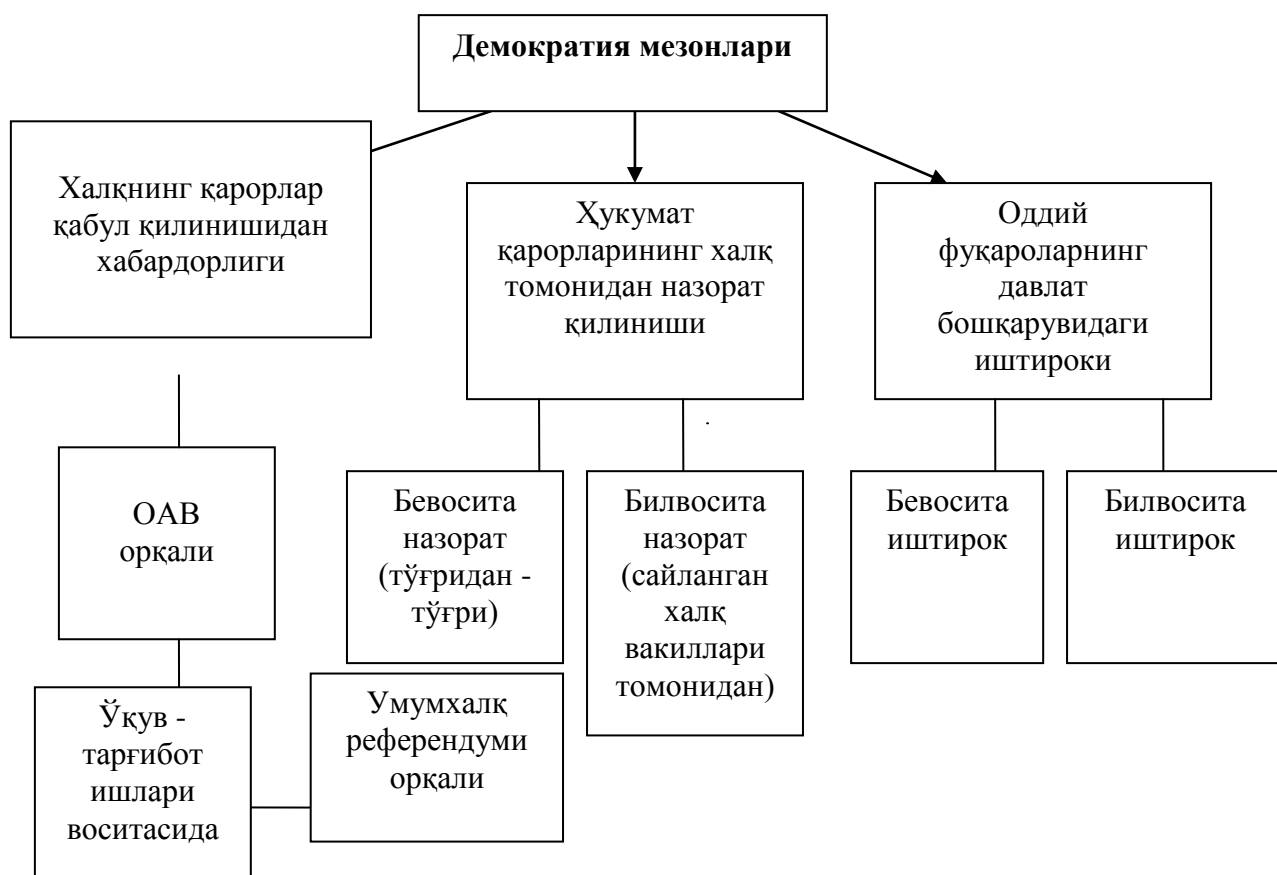 Демократия мезонлари
Халқнинг қарорлар
қабул қилинишидан
хабардорлиги
Ҳукумат
қарорларининг халқ
томонидан назорат
қилиниши
Оддий
фуқароларнинг
давлат
бошқарувидаги
иштироки
ОАВ
орқали
Бевосита
назорат
(тўғридан -
тўғри)
Билвосита
назорат
(сайланган
халқ
вакиллари
томонидан)
Бевосита
иштирок
Билвосита
иштирок
Ўқув -
тарғибот
ишлари
воситасида
Умумхалқ
референдуми
орқали